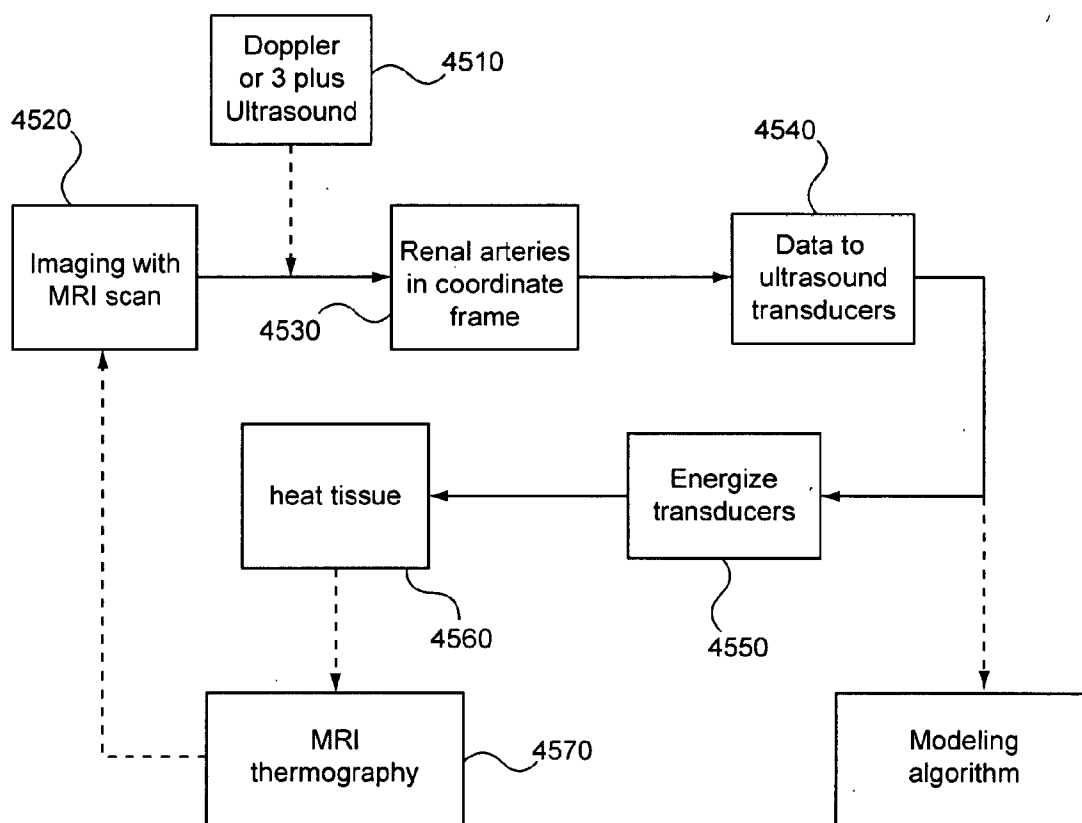 Doppler
or 3 plus
Ultrasound
4510
4520
4540
Imaging with
MRI scan
Renal arteries
in coordinate
frame
4530
Data to
ultrasound
transducers
heat tissue
4560
Energize
transducers
4550
MRI
thermography
4570
Modeling
algorithm